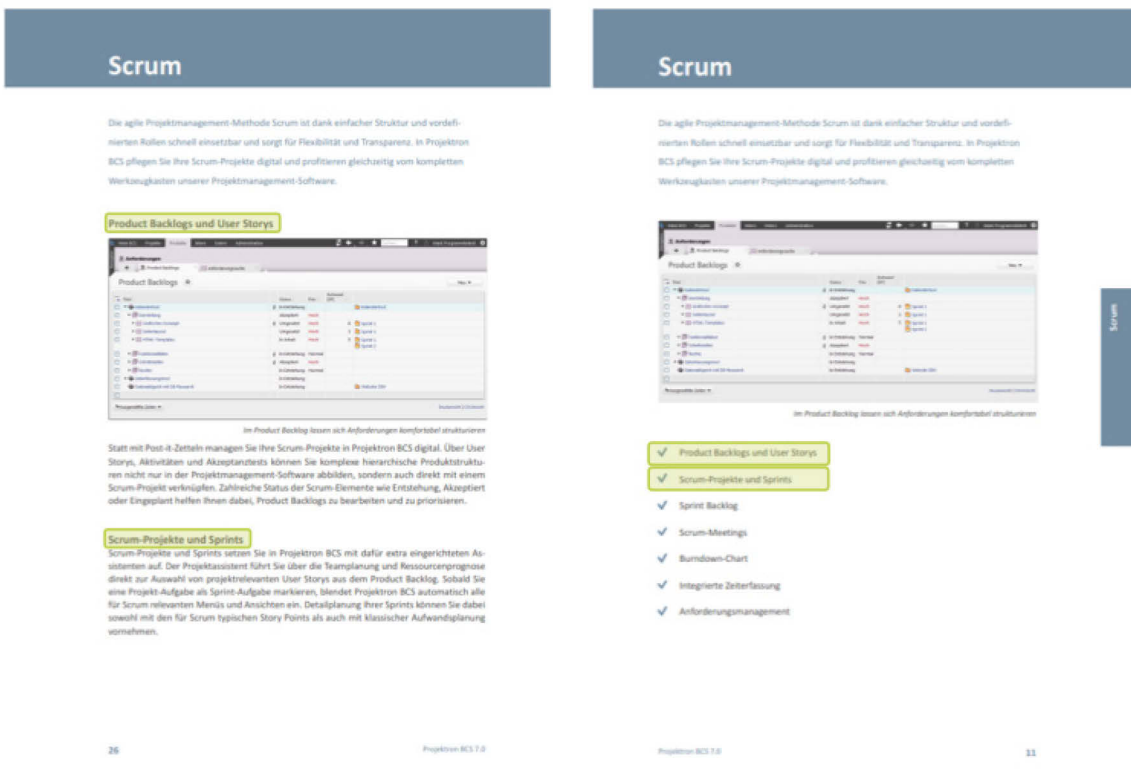 Scrum
Die agile Projektmanagement-Methode Scrum ist dank einfacher Struktur und vordefi-
nierten Rollen schnell einsetzbar und sorgt für Flexibilität und Transparenz. In Projektron
BCS pflegen Sie Ihre Scrum-Projekte digital und profitieren gleichzeitig vom kompletten
Werkzeugkasten unserer Projektmanagement-Software.
Product Backlogs und User Storys
Anforderungen
Product Backlogs
Im Product Backlog lassen sich Anforderungen komfortabel strukturieren
Statt mit Post-it-Zetteln managen Sie Ihre Scrum-Projekte in Projektron BCS digital. Über User
Storys, Aktivitäten und Akzeptanztests können Sie komplexe hierarchische Produktstruktu-
ren nicht nur in der Projektmanagement-Software abbilden, sondern auch direkt mit einem
Scrum-Projekt verknüpfen. Zahlreiche Status der Scrum-Elemente wie Entstehung, Akzeptiert
oder Eingeplant helfen Ihnen dabei, Product Backlogs zu bearbeiten und zu priorisieren.
Scrum-Projekte und Sprints
Scrum-Projekte und Sprints setzen Sie in Projektron BCS mit dafür extra eingerichteten As-
sistenten auf. Der Projektassistent führt Sie über die Teamplanung und Ressourcenprognose
direkt zur Auswahl von projektrelevanten User Storys aus dem Product Backlog. Sobald Sie
eine Projekt-Aufgabe als Sprint-Aufgabe markieren, blendet Projektron BCS automatisch alle
für Scrum relevanten Menüs und Ansichten ein. Detailplanung Ihrer Sprints können Sie dabei
sowohl mit den für Scrum typischen Story Points als auch mit klassischer Aufwandsplanung
vornehmen.
26
Projektron BCS 7.0
Scrum
Die agile Projektmanagement-Methode Scrum ist dank einfacher Struktur und vordefi-
nierten Rollen schnell einsetzbar und sorgt für Flexibilität und Transparenz. In Projektron
BCS pflegen Sie Ihre Scrum-Projekte digital und profitieren gleichzeitig vom kompletten
Werkzeugkasten unserer Projektmanagement-Software.
Anforderungen
Product Backlogs
Im Product Backlog lassen sich Anforderungen komfortabel strukturieren
Product Backlogs und User Storys
Scrum-Projekte und Sprints
Sprint Backlog
Scrum-Meetings
Burndown-Chart
Integrierte Zeiterfassung
Anforderungsmanagement
Scrum
Projektron BCS 7.0
11